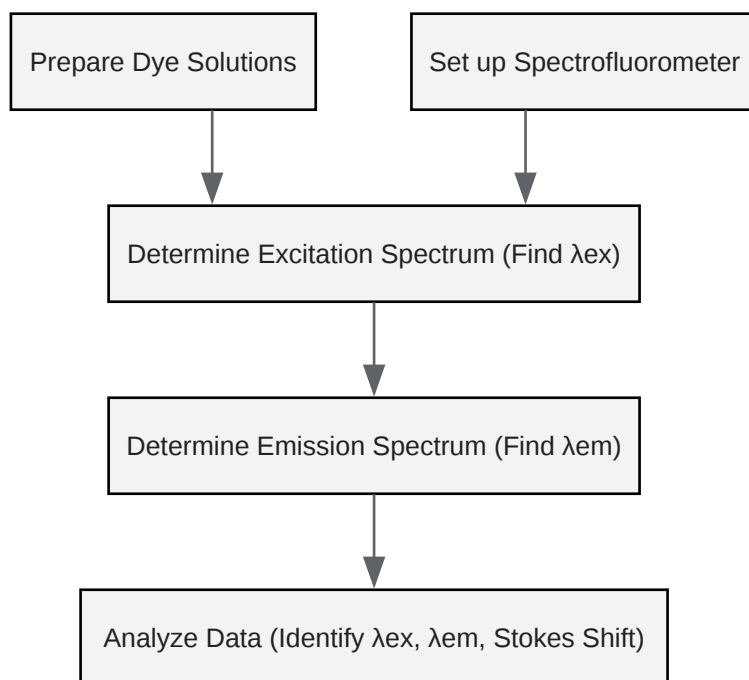 Prepare Dye Solutions
Set up Spectrofluorometer
Determine Excitation Spectrum (Find λex)
Determine Emission Spectrum (Find λem)
Analyze Data (Identify λex, λem, Stokes Shift)